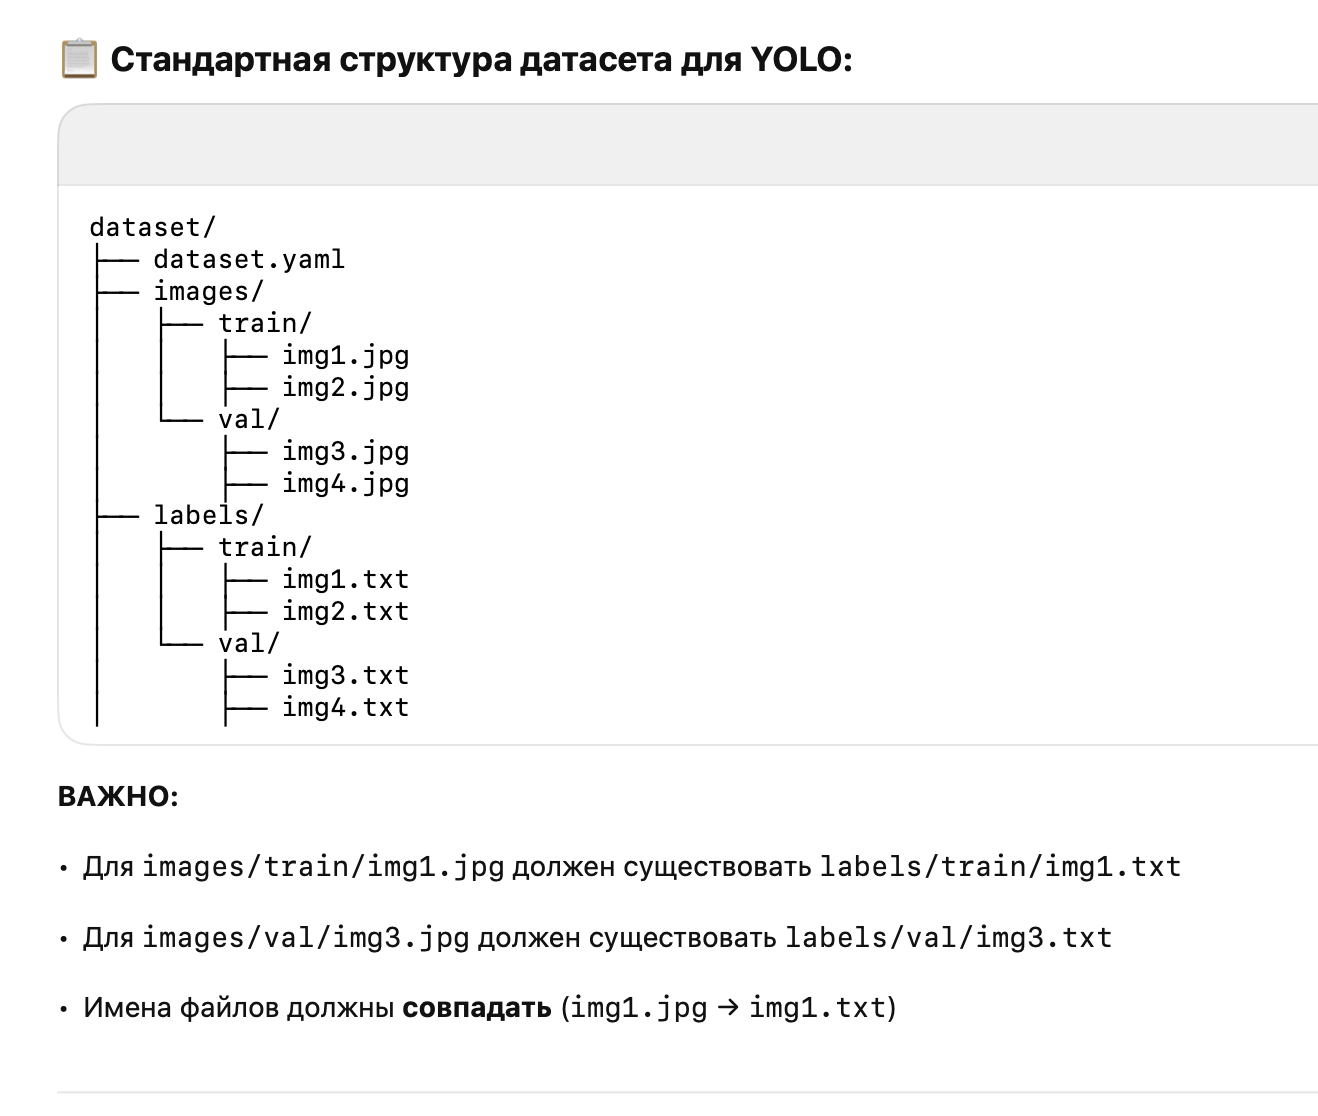 📋 Стандартная структура датасета для YOLO:
dataset/
├── dataset.yaml
├── images/
│   ├── train/
│   │   ├── img1.jpg
│   │   ├── img2.jpg
│   └── val/
│       ├── img3.jpg
│       ├── img4.jpg
├── labels/
│   ├── train/
│   │   ├── img1.txt
│   │   ├── img2.txt
│   └── val/
│       ├── img3.txt
│       ├── img4.txt
ВАЖНО:
• Для images/train/img1.jpg должен существовать labels/train/img1.txt
• Для images/val/img3.jpg должен существовать labels/val/img3.txt
• Имена файлов должны совпадать (img1.jpg → img1.txt)